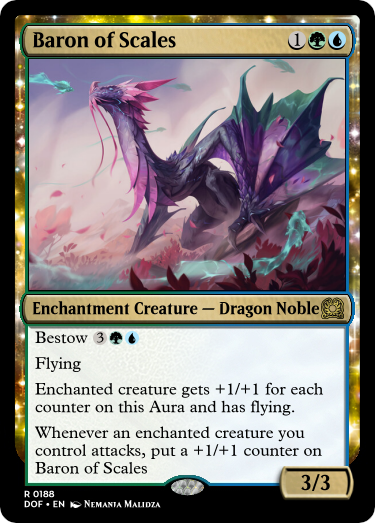 Baron of Scales 1
Enchantment Creature — Dragon Noble
Bestow 3
Flying
Enchanted creature gets +1/+1 for each
counter on this Aura and has flying.
Whenever an enchanted creature you
control attacks, put a +1/+1 counter on
Baron of Scales
3/3
R 0188
DOF • EN Nemania Malidza